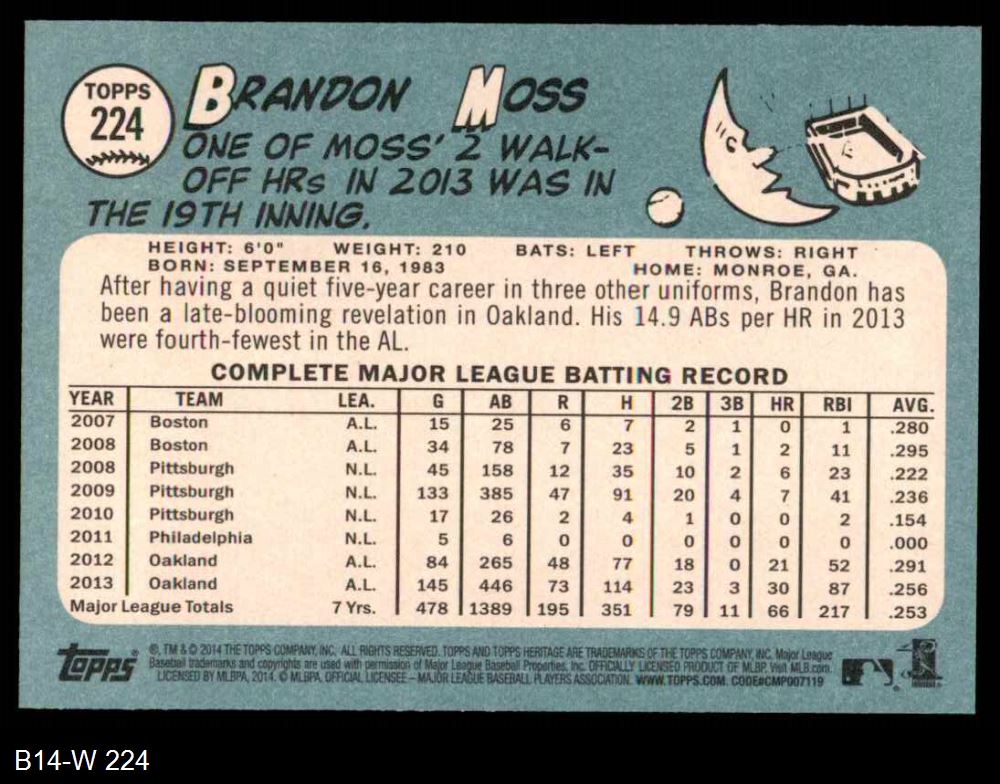 TOPPS
224
BRANDON MOSS
ONE OF MOSS' 2 WALK-
OFF HRs IN 2013 WAS IN
THE 19TH INNING.
HEIGHT: 6'0" WEIGHT: 210 BATS: LEFT THROWS: RIGHT
BORN: SEPTEMBER 16, 1983 HOME: MONROE, GA.
After having a quiet five-year career in three other uniforms, Brandon has
been a late-blooming revelation in Oakland. His 14.9 ABs per HR in 2013
were fourth-fewest in the AL.
COMPLETE MAJOR LEAGUE BATTING RECORD
YEAR TEAM LEA. G AB R H 2B 3B HR RBI AVG.
2007 Boston A.L. 15 25 6 7 2 1 0 1 .280
2008 Boston A.L. 34 78 7 23 5 1 2 11 .295
2008 Pittsburgh N.L. 45 158 12 35 10 2 6 23 .222
2009 Pittsburgh N.L. 133 385 47 91 20 4 7 41 .236
2010 Pittsburgh N.L. 17 26 2 4 1 0 0 2 .154
2011 Philadelphia N.L. 5 6 0 0 0 0 0 0 .000
2012 Oakland A.L. 84 265 48 77 18 0 21 52 .291
2013 Oakland A.L. 145 446 73 114 23 3 30 87 .256
Major League Totals 7 Yrs. 478 1389 195 351 79 11 66 217 .253
topps ®, TM & © 2014 THE TOPPS COMPANY, INC. ALL RIGHTS RESERVED. TOPPS AND TOPPS HERITAGE ARE TRADEMARKS OF THE TOPPS COMPANY, INC. Major League
Baseball trademarks and copyrights are used with permission of Major League Baseball Properties, Inc. OFFICIALLY LICENSED PRODUCT OF MLBP. Visit MLB.com.
LICENSED BY MLBPA, 2014. © MLBPA, OFFICIAL LICENSEE – MAJOR LEAGUE BASEBALL PLAYERS ASSOCIATION. WWW.TOPPS.COM. CODE#CMP007119
B14-W 224